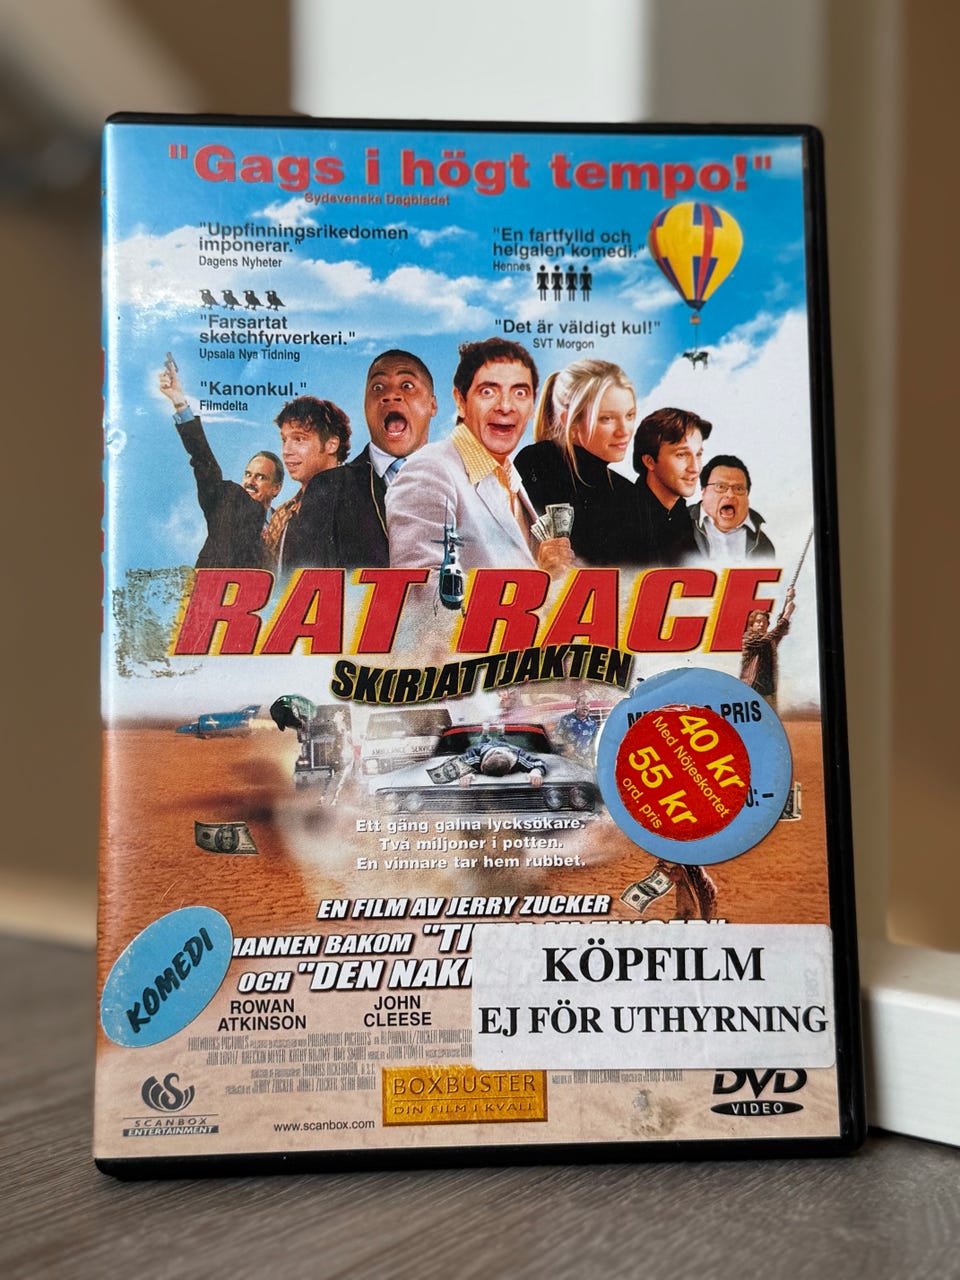 "Gags i högt tempo!"
Sydsvenska Dagbladet
"Uppfinningsrikedomen
imponerar."
Dagens Nyheter
"Farsartat
sketchfyrverkeri."
Upsala Nya Tidning
"Kanonkul."
Filmdelta
"En fartfylld och
helgalen komedi."
Hennes
"Det är väldigt kul!"
SVT Morgon
RAT RACE
SK(R)ATTJAKTEN
PRIS
40 kr
Med Nöjeskortet
55 kr
ord. pris
AMBULANCE SERVICE
Ett gäng galna lycksökare.
Två miljoner i potten.
En vinnare tar hem rubbet.
EN FILM AV JERRY ZUCKER
MANNEN BAKOM
OCH "DEN
KOMEDI
KÖPFILM
EJ FÖR UTHYRNING
ROWAN
ATKINSON
JOHN
CLEESE
BOXBUSTER
DIN FILM I KVÄLL
SCANBOX
ENTERTAINMENT
www.scanbox.com
DVD
VIDEO